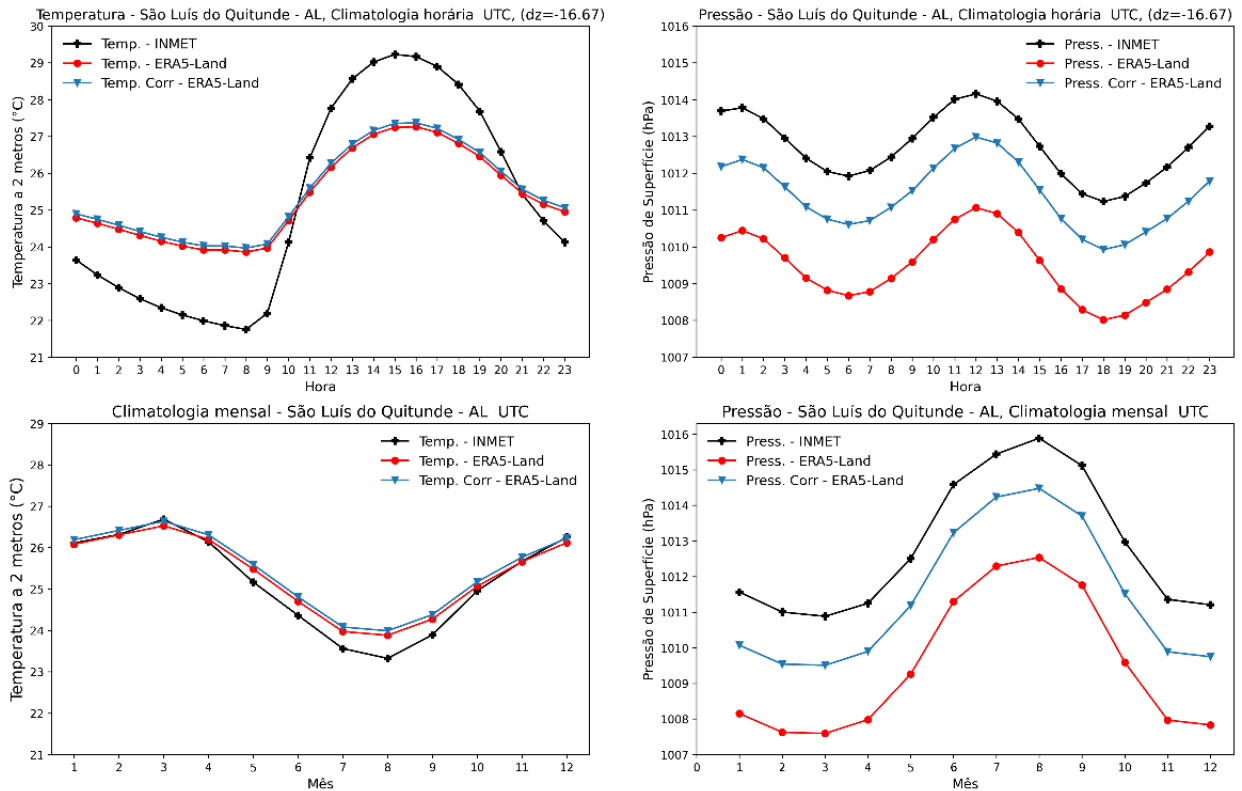 Temperatura - São Luís do Quitunde - AL, Climatologia horária  UTC, (dz=-16.67)
30
29
28
27
26
25
24
23
22
21
Temperatura a 2 metros (°C)
Temp. - INMET
Temp. - ERA5-Land
Temp. Corr - ERA5-Land
0 1 2 3 4 5 6 7 8 9 10 11 12 13 14 15 16 17 18 19 20 21 22 23
Hora
Pressão - São Luís do Quitunde - AL, Climatologia horária  UTC, (dz=-16.67)
1016
1015
1014
1013
1012
1011
1010
1009
1008
1007
Pressão de Superfície (hPa)
Press. - INMET
Press. - ERA5-Land
Press. Corr - ERA5-Land
0 1 2 3 4 5 6 7 8 9 10 11 12 13 14 15 16 17 18 19 20 21 22 23
Hora
Climatologia mensal - São Luís do Quitunde - AL  UTC
29
28
27
26
25
24
23
22
21
Temperatura a 2 metros (°C)
Temp. - INMET
Temp. - ERA5-Land
Temp. Corr - ERA5-Land
1 2 3 4 5 6 7 8 9 10 11 12
Mês
Pressão - São Luís do Quitunde - AL, Climatologia mensal  UTC
1016
1015
1014
1013
1012
1011
1010
1009
1008
1007
Pressão de Superfície (hPa)
Press. - INMET
Press. - ERA5-Land
Press. Corr - ERA5-Land
0 1 2 3 4 5 6 7 8 9 10 11 12
Mês